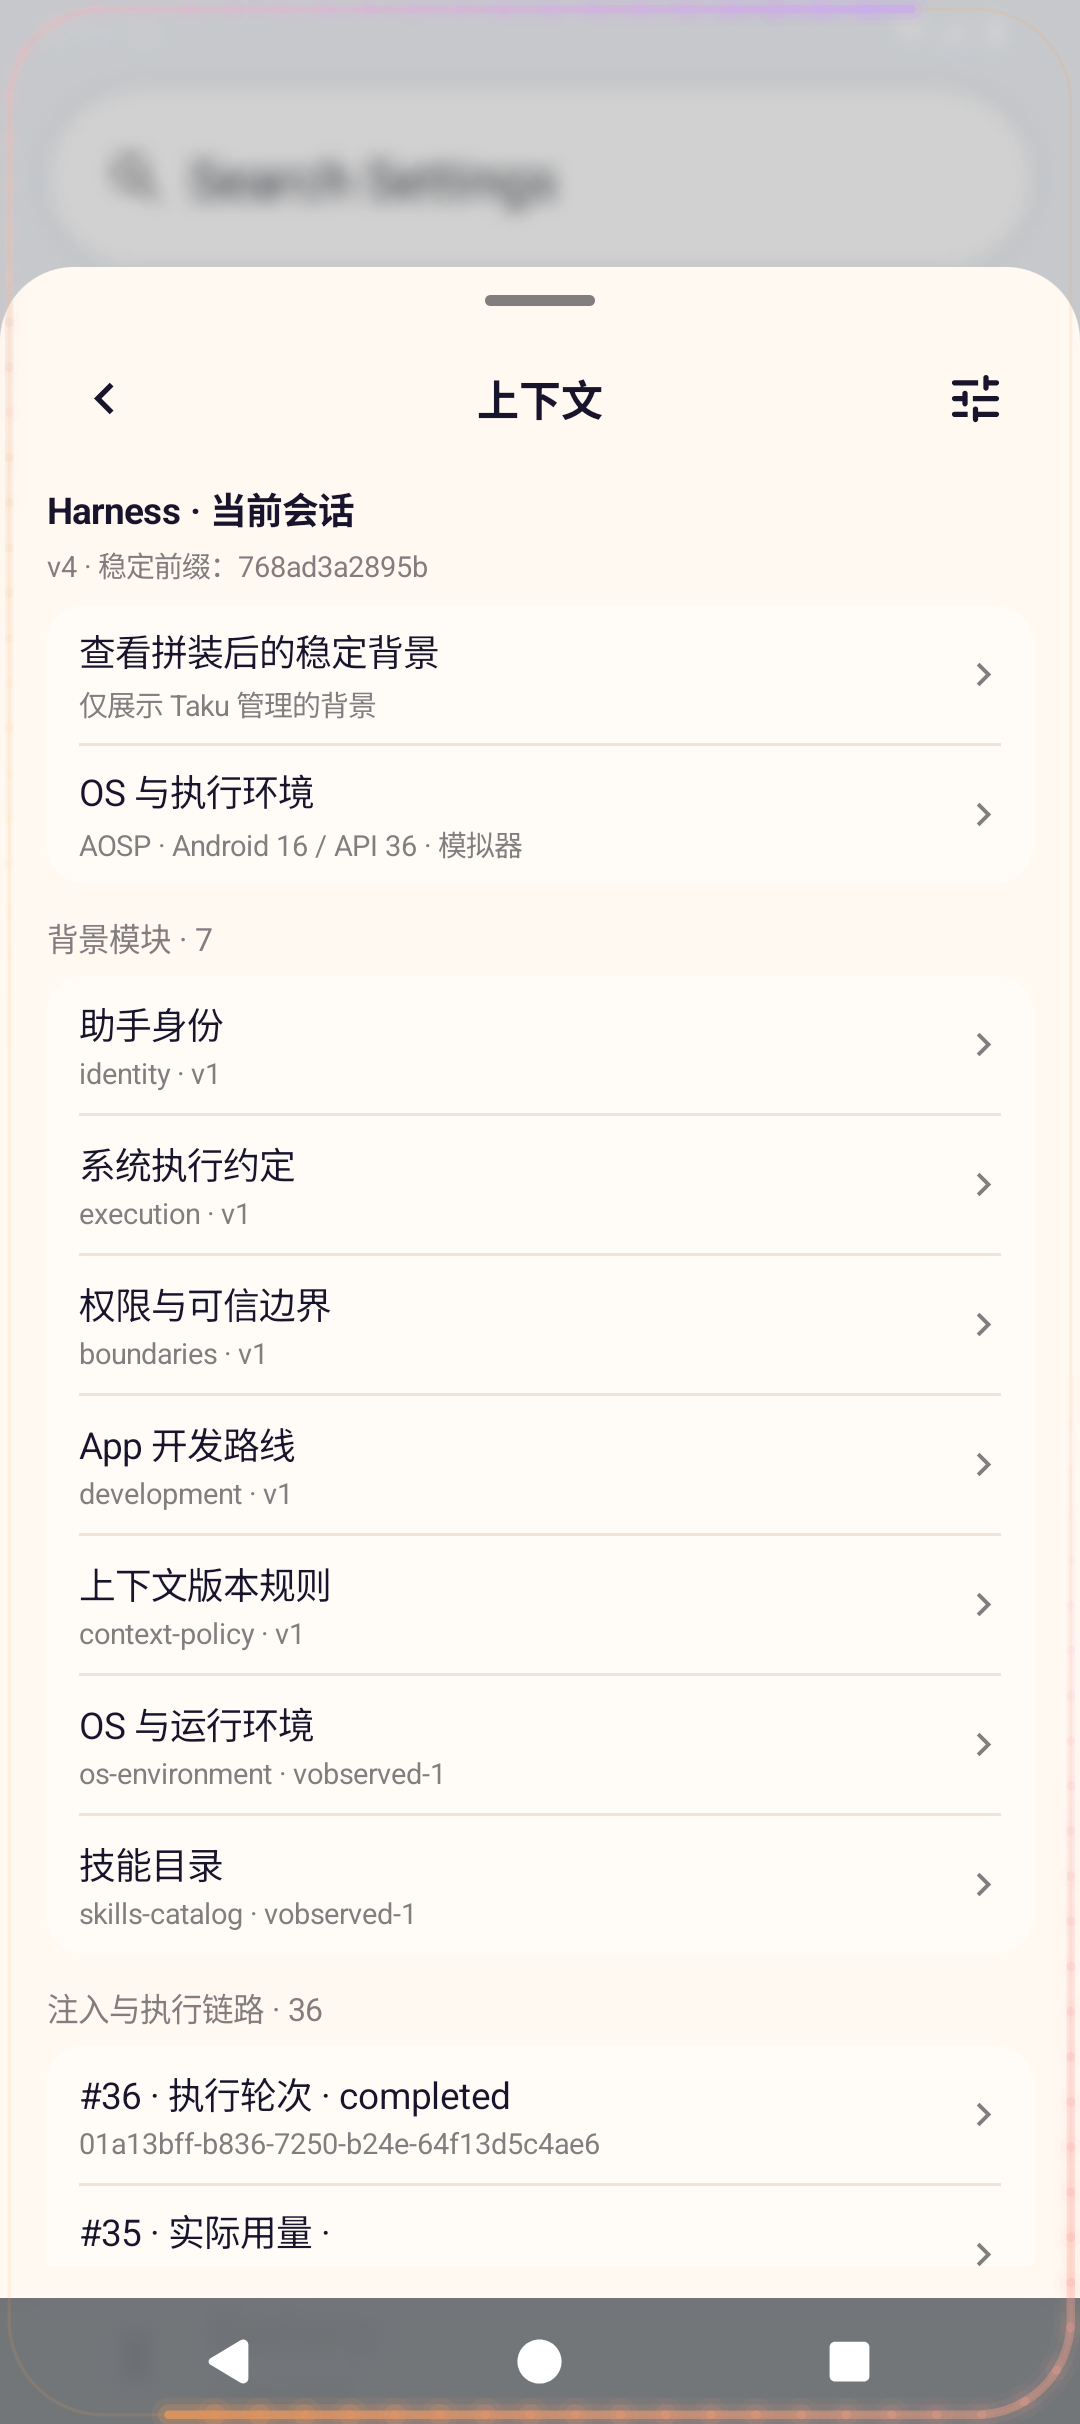 Search Settings
上下文
Harness · 当前会话
v4 · 稳定前缀：768ad3a2895b
查看拼装后的稳定背景
仅展示 Taku 管理的背景
OS 与执行环境
AOSP · Android 16 / API 36 · 模拟器
背景模块 · 7
助手身份
identity · v1
系统执行约定
execution · v1
权限与可信边界
boundaries · v1
App 开发路线
development · v1
上下文版本规则
context-policy · v1
OS 与运行环境
os-environment · vobserved-1
技能目录
skills-catalog · vobserved-1
注入与执行链路 · 36
#36 · 执行轮次 · completed
01a13bff-b836-7250-b24e-64f13d5c4ae6
#35 · 实际用量 ·